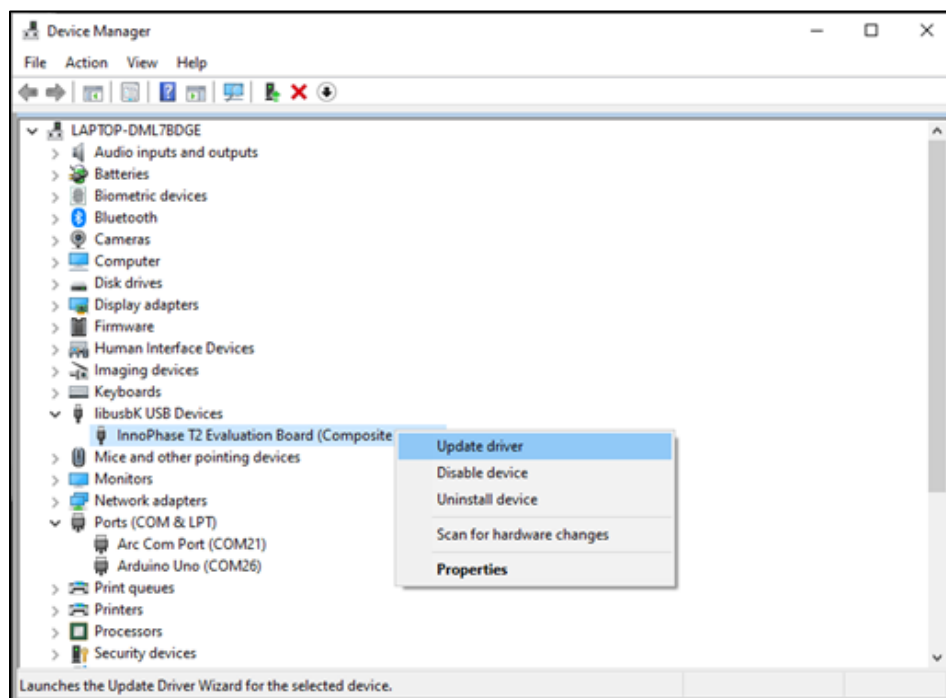 Device Manager
File Action View Help
LAPTOP-DML7BDGE
Audio inputs and outputs
Batteries
Biometric devices
Bluetooth
Cameras
Computer
Disk drives
Display adapters
Firmware
Human Interface Devices
Imaging devices
Keyboards
libusbK USB Devices
InnoPhase T2 Evaluation Board (Composite
Mice and other pointing devices
Monitors
Network adapters
Ports (COM & LPT)
Arc Com Port (COM21)
Arduino Uno (COM26)
Print queues
Printers
Processors
Security devices
Update driver
Disable device
Uninstall device
Scan for hardware changes
Properties
Launches the Update Driver Wizard for the selected device.